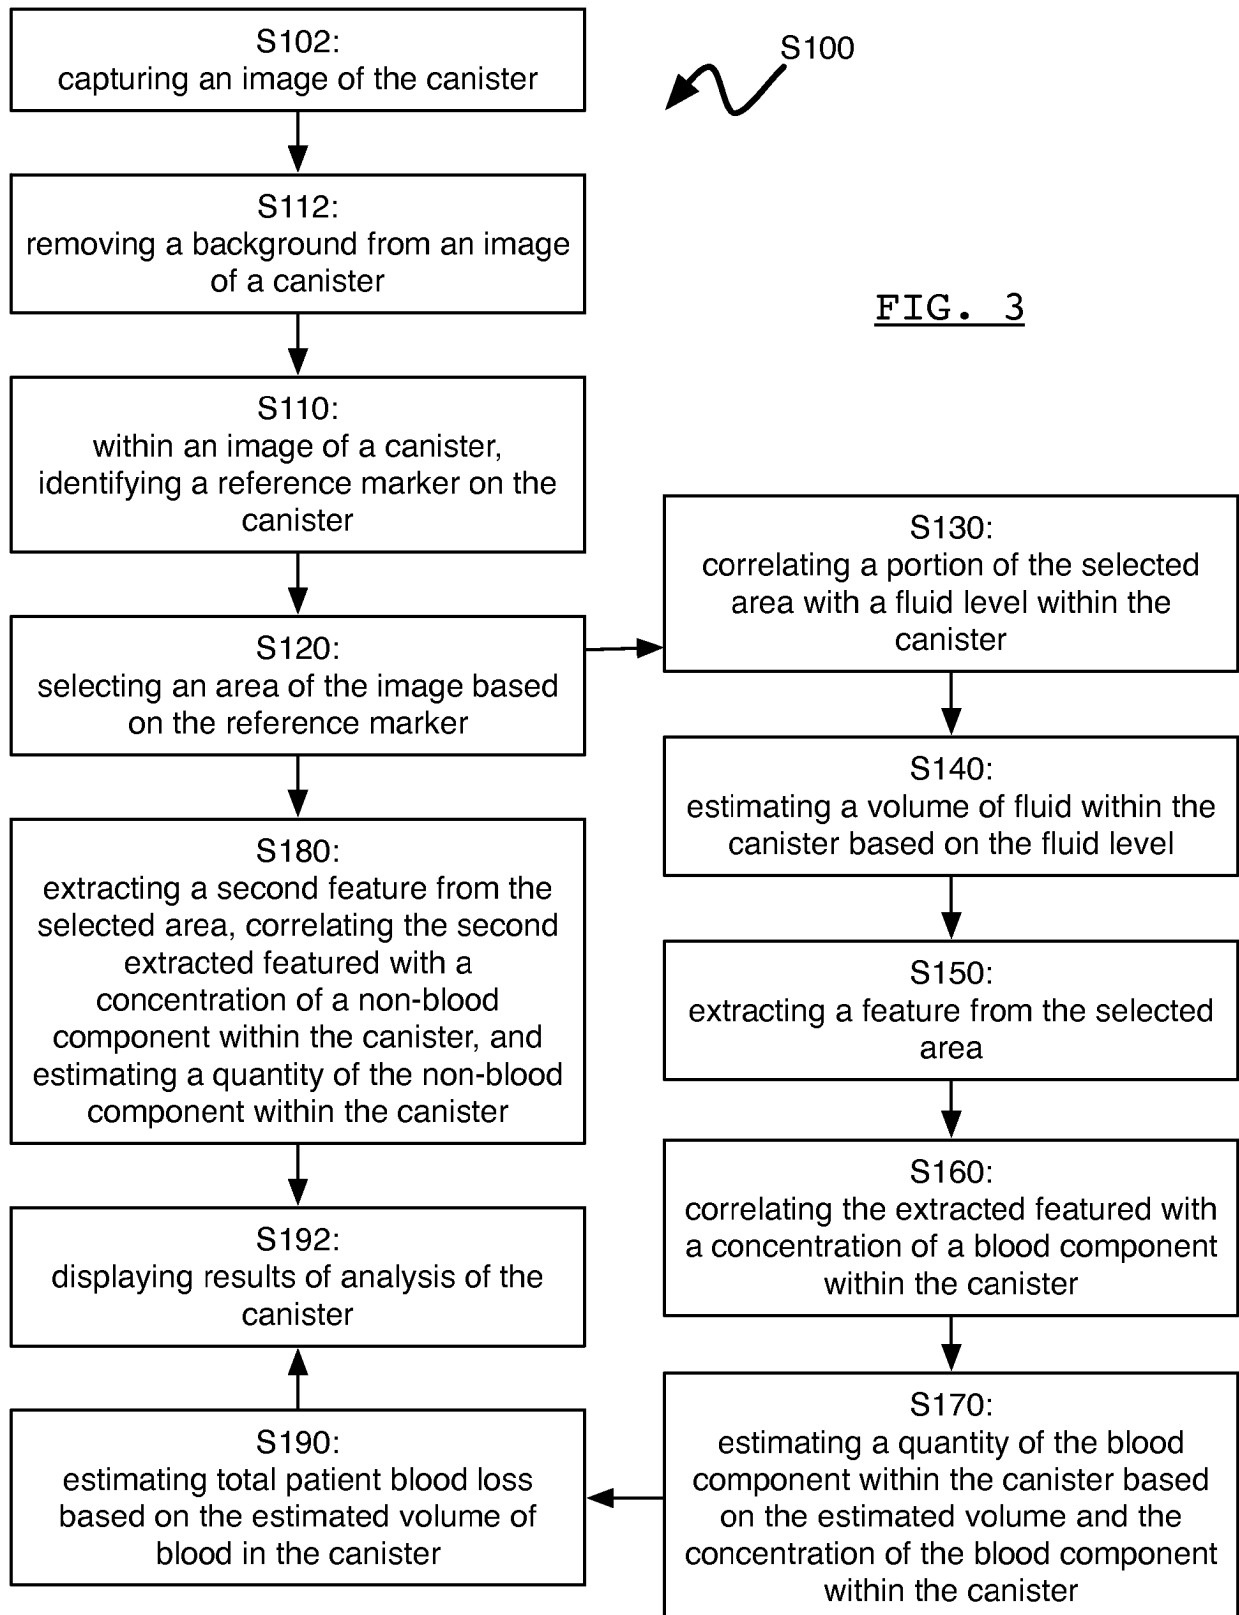 S102:
capturing an image of the canister
S100
S112:
removing a background from an image
of a canister
FIG. 3
S110:
within an image of a canister,
identifying a reference marker on the
canister
S120:
selecting an area of the image based
on the reference marker
S130:
correlating a portion of the selected
area with a fluid level within the
canister
S140:
estimating a volume of fluid within the
canister based on the fluid level
S150:
extracting a feature from the selected
area
S160:
correlating the extracted featured with
a concentration of a blood component
within the canister
S170:
estimating a quantity of the blood
component within the canister based
on the estimated volume and the
concentration of the blood component
within the canister
S180:
extracting a second feature from the
selected area, correlating the second
extracted featured with a
concentration of a non-blood
component within the canister, and
estimating a quantity of the non-blood
component within the canister
S192:
displaying results of analysis of the
canister
S190:
estimating total patient blood loss
based on the estimated volume of
blood in the canister